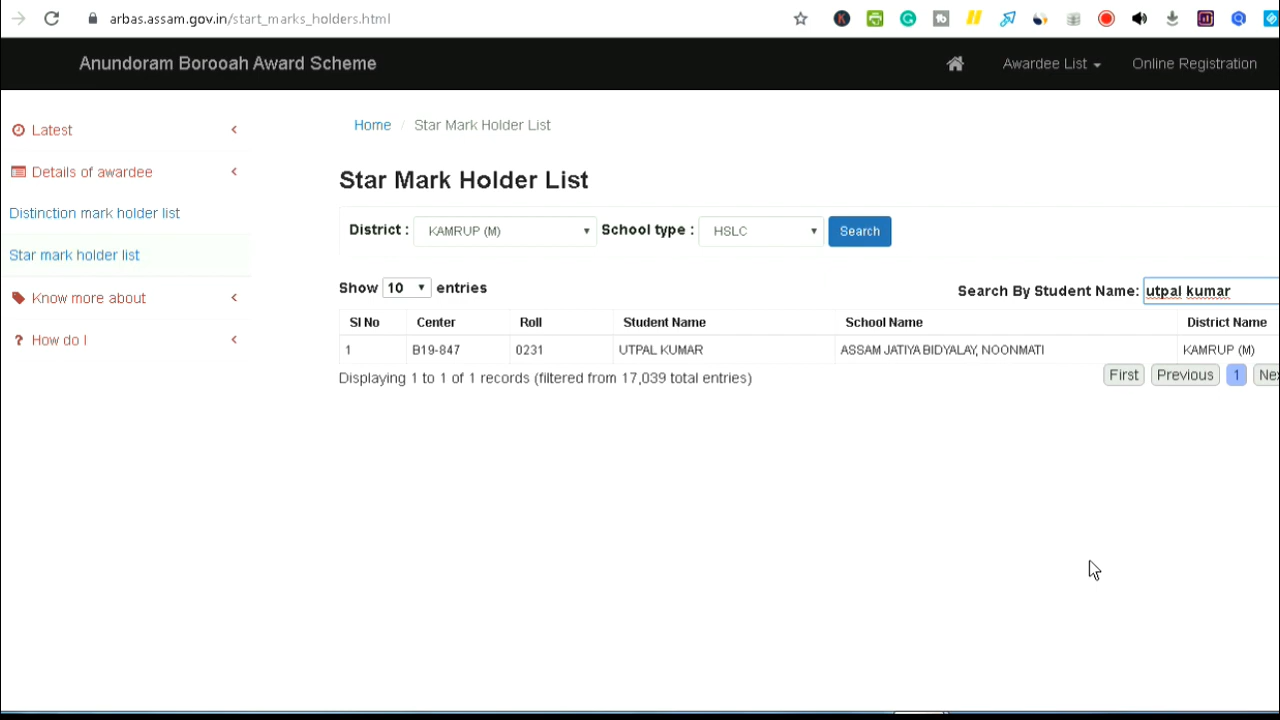 arbas.assam.gov.in/start_marks_holders.html
Anundoram Borooah Award Scheme
Awardee List
Online Registration
Latest
Details of awardee
Distinction mark holder list
Star mark holder list
Know more about
? How do I
Home / Star Mark Holder List
Star Mark Holder List
District : KAMRUP (M) School type : HSLC Search
Show 10 entries
Search By Student Name: utpal kumar
Sl No Center Roll Student Name School Name District Name
1 B19-847 0231 UTPAL KUMAR ASSAM JATIYA BIDYALAY, NOONMATI KAMRUP (M)
Displaying 1 to 1 of 1 records (filtered from 17,039 total entries)
First Previous 1